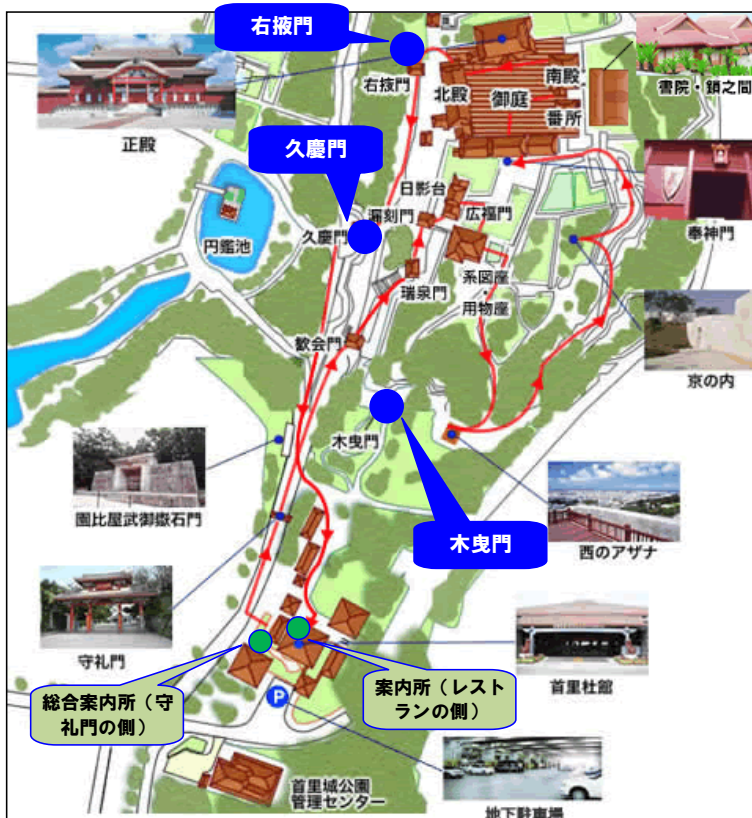 右掖門
右掖門
正殿
北殿
南殿
御庭
番所
書院・鎖之間
久慶門
日影台
漏刻門
広福門
奉神門
円鑑池
久慶門
系図座
・
用物座
瑞泉門
歓会門
京の内
木曳門
園比屋武御嶽石門
木曳門
西のアザナ
守礼門
首里杜館
総合案内所（守
礼門の側）
案内所（レスト
ランの側）
P
首里城公園
管理センター
地下駐車場